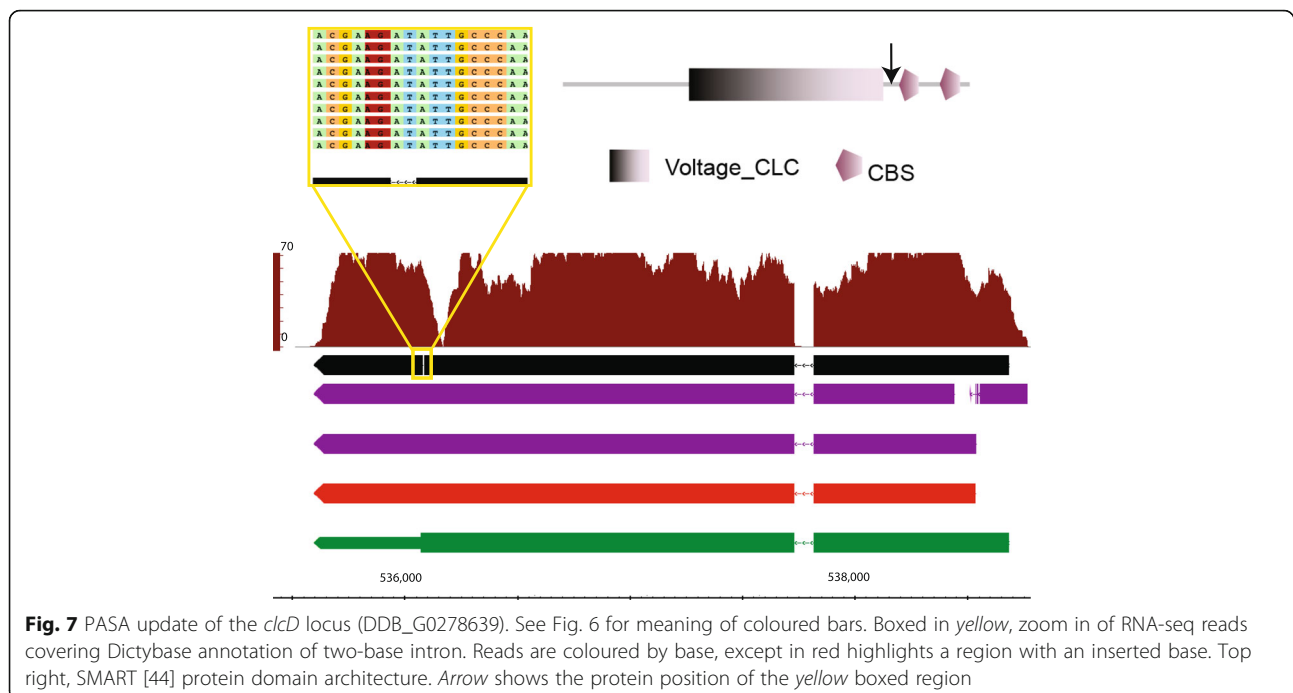 A C G A A G A T A T T G C C C A A
A C G A A G A T A T T G C C C A A
A C G A A G A T A T T G C C C A A
A C G A A G A T A T T G C C C A A
A C G A A G A T A T T G C C C A A
A C G A A G A T A T T G C C C A A
A C G A A G A T A T T G C C C A A
A C G A A G A T A T T G C C C A A
A C G A A G A T A T T G C C C A A
A C G A A G A T A T T G C C C A A
Voltage_CLC
CBS
70
0
536,000
538,000
Fig. 7 PASA update of the clcD locus (DDB_G0278639). See Fig. 6 for meaning of coloured bars. Boxed in yellow, zoom in of RNA-seq reads
covering Dictybase annotation of two-base intron. Reads are coloured by base, except in red highlights a region with an inserted base. Top
right, SMART [44] protein domain architecture. Arrow shows the protein position of the yellow boxed region